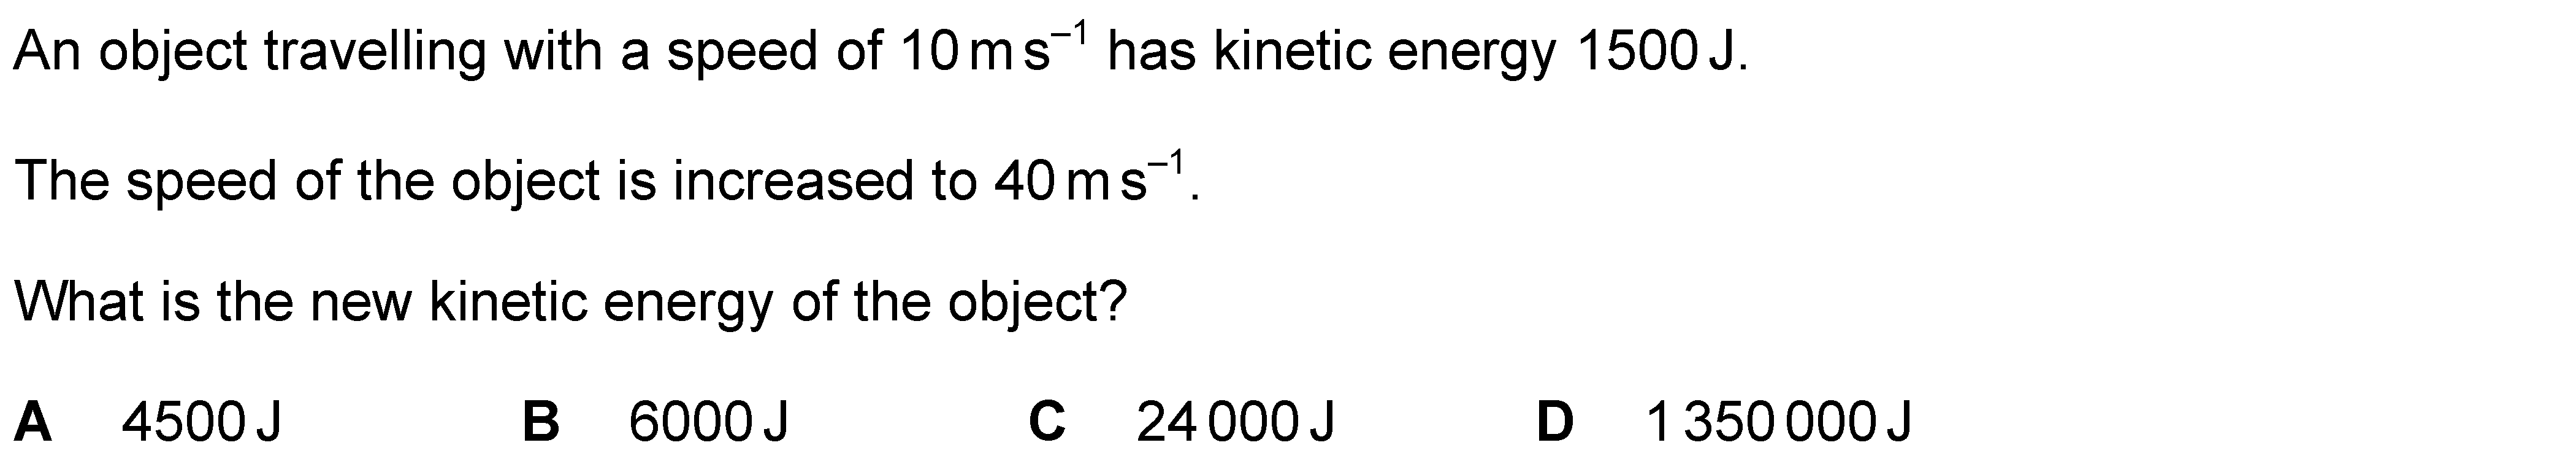 An object travelling with a speed of 10 m s⁻¹ has kinetic energy 1500 J.
The speed of the object is increased to 40 m s⁻¹.
What is the new kinetic energy of the object?
A 4500 J B 6000 J C 24 000 J D 1 350 000 J